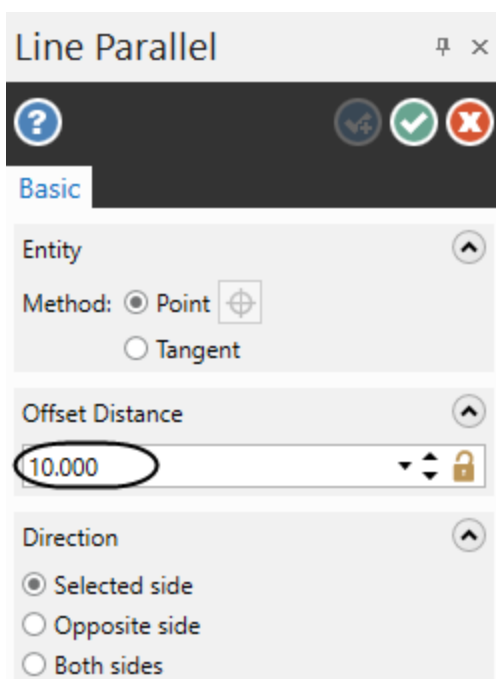 Line Parallel
Basic
Entity
Method: Point
Tangent
Offset Distance
10.000
Direction
Selected side
Opposite side
Both sides